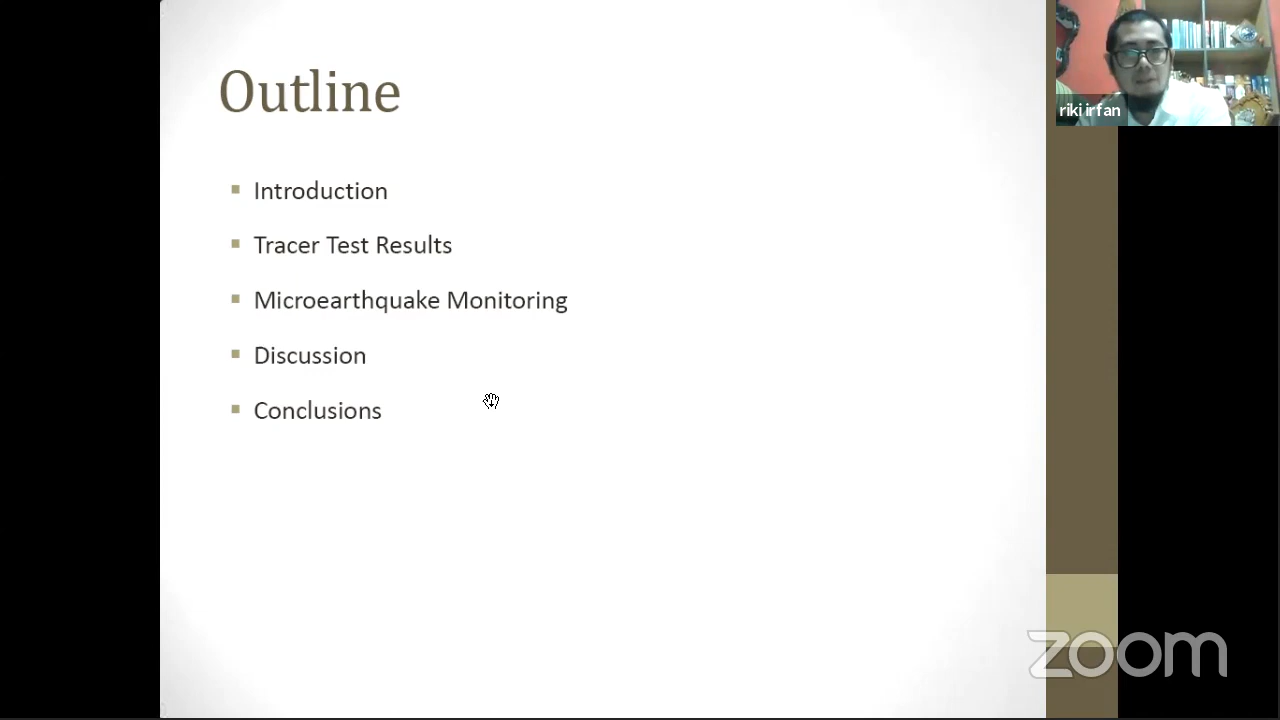 Outline
riki irfan
Introduction
Tracer Test Results
Microearthquake Monitoring
Discussion
Conclusions
zoom